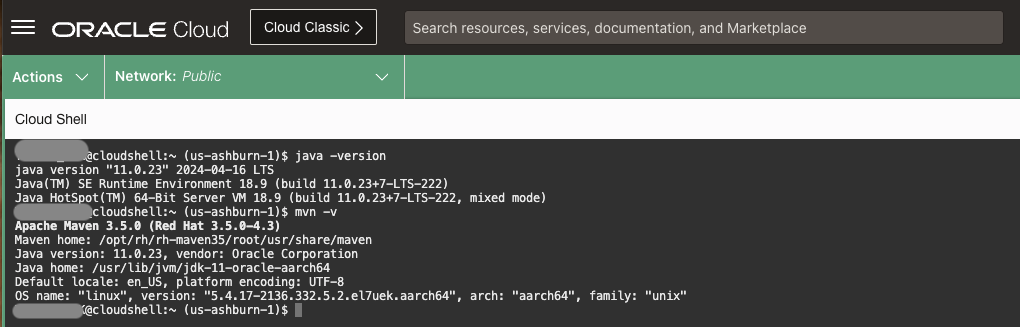 ORACLE Cloud
Cloud Classic >
Search resources, services, documentation, and Marketplace
Actions
Network: Public
Cloud Shell
@cloudshell:~ (us-ashburn-1)$ java -version
java version "11.0.23" 2024-04-16 LTS
Java(TM) SE Runtime Environment 18.9 (build 11.0.23+7-LTS-222)
Java HotSpot(TM) 64-Bit Server VM 18.9 (build 11.0.23+7-LTS-222, mixed mode)
cloudshell:~ (us-ashburn-1)$ mvn -v
Apache Maven 3.5.0 (Red Hat 3.5.0-4.3)
Maven home: /opt/rh/rh-maven35/root/usr/share/maven
Java version: 11.0.23, vendor: Oracle Corporation
Java home: /usr/lib/jvm/jdk-11-oracle-aarch64
Default locale: en_US, platform encoding: UTF-8
OS name: "linux", version: "5.4.17-2136.332.5.2.el7uek.aarch64", arch: "aarch64", family: "unix"
@cloudshell:~ (us-ashburn-1)$